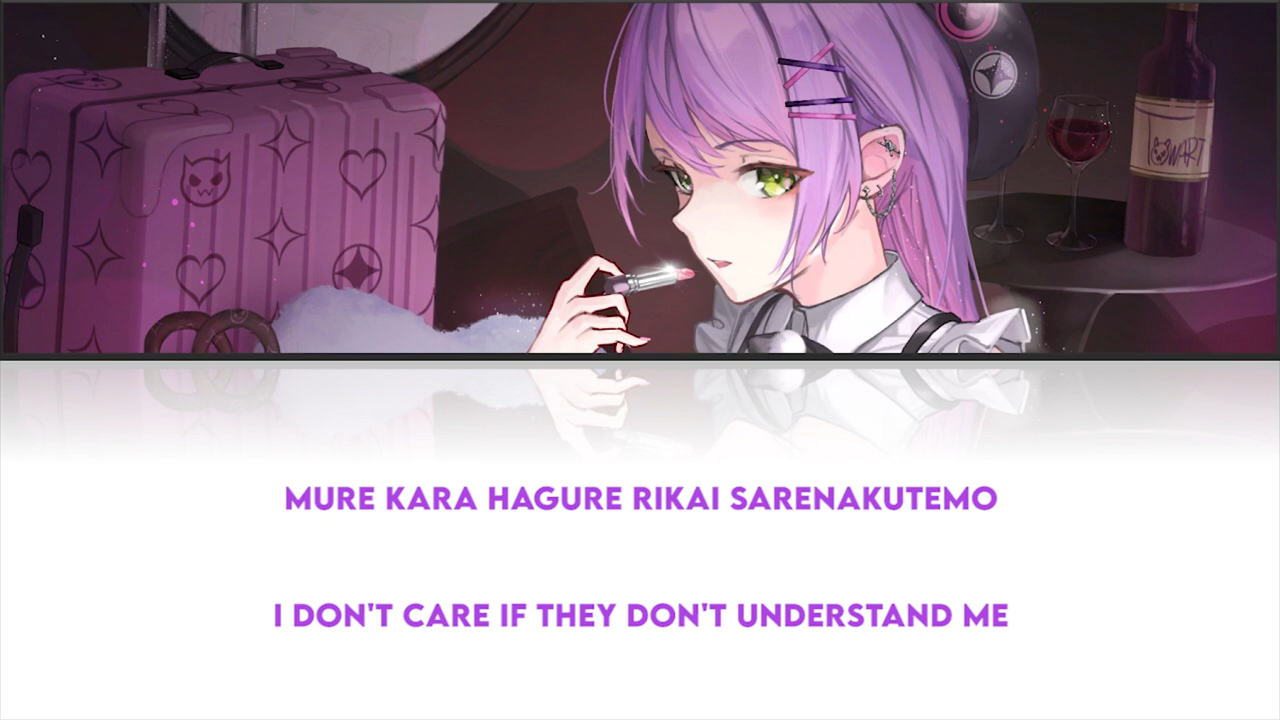 MURE KARA HAGURE RIKAI SARENAKUTEMO
I DON'T CARE IF THEY DON'T UNDERSTAND ME